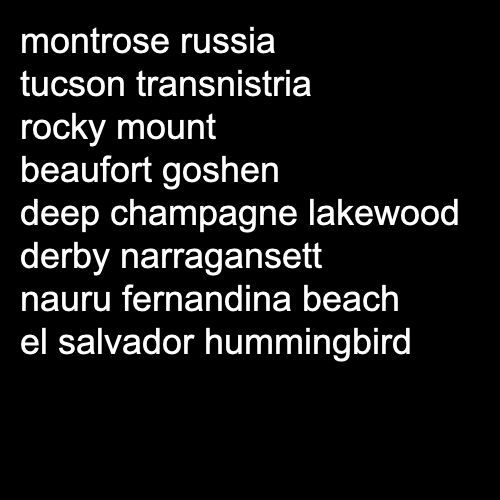 montrose russia
tucson transnistria
rocky mount
beaufort goshen
deep champagne lakewood
derby narragansett
nauru fernandina beach
el salvador hummingbird